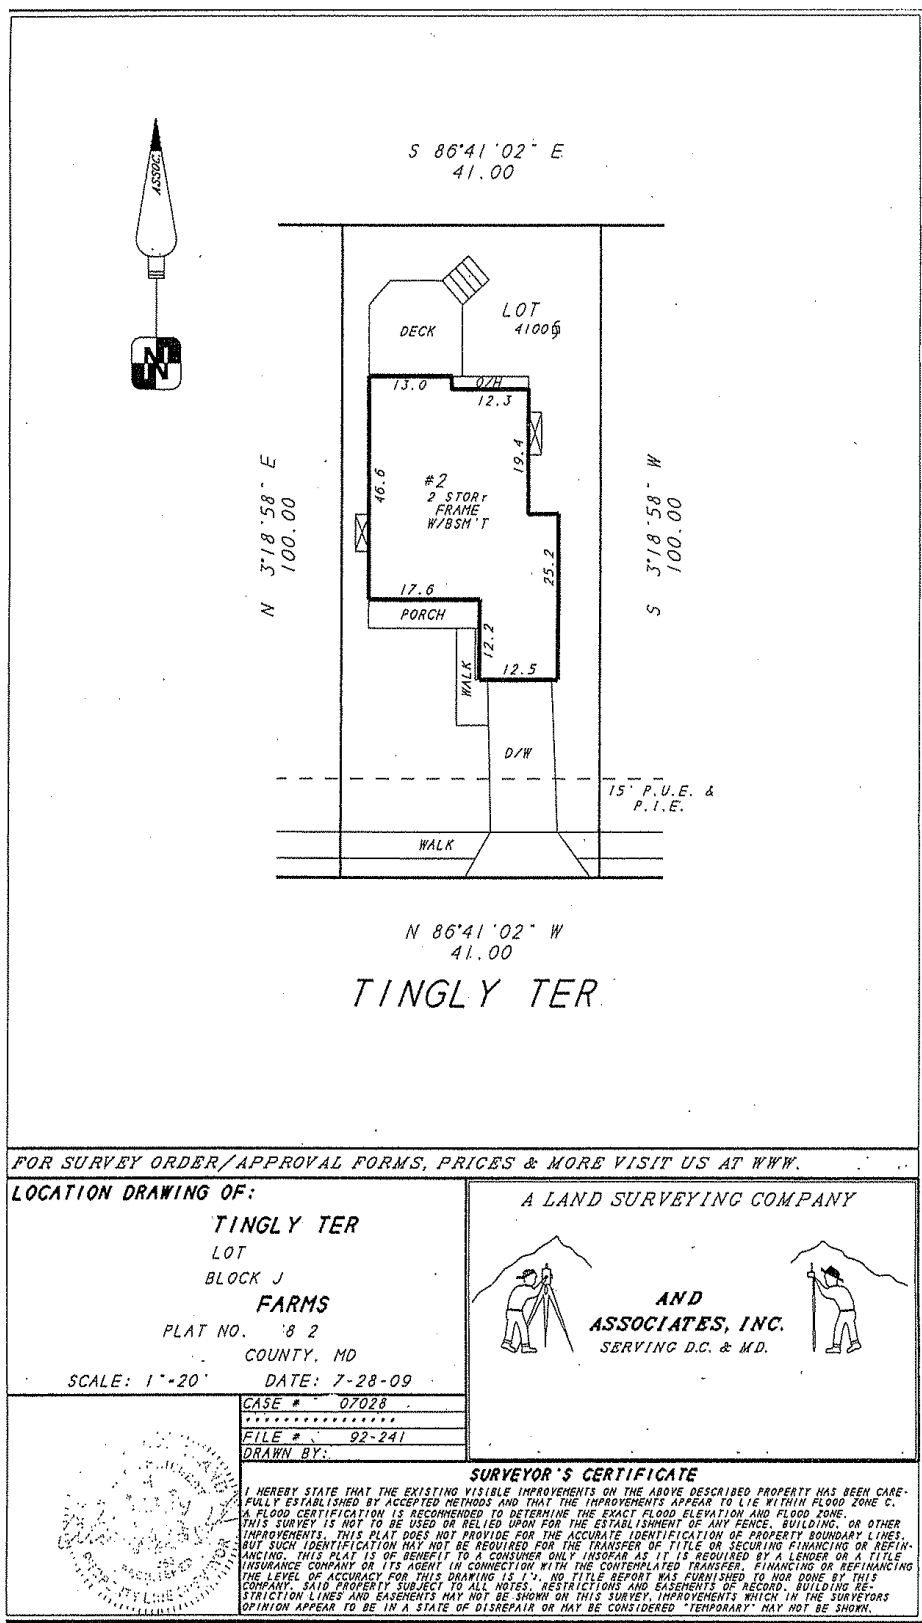 S 86°41'02" E
41.00
ASSOC.
N
N
LOT
4100
DECK
13.0
O/H
12.3
19.4
N 3°18'58" E
100.00
46.6
#2
2 STORY
FRAME
W/BSM'T
S 3°18'58" W
100.00
25.2
17.6
PORCH
12.2
WALK
12.5
D/W
15' P.U.E. &
P.I.E.
WALK
N 86°41'02" W
41.00
TINGLY TER
FOR SURVEY ORDER/APPROVAL FORMS, PRICES & MORE VISIT US AT WWW.
LOCATION DRAWING OF:
TINGLY TER
LOT
BLOCK J
FARMS
PLAT NO. 8 2
COUNTY, MD
SCALE: 1"=20' DATE: 7-28-09
CASE # 07028
****************
FILE # 92-241
DRAWN BY:
A LAND SURVEYING COMPANY
AND
ASSOCIATES, INC.
SERVING D.C. & MD.
SURVEYOR'S CERTIFICATE
I HEREBY STATE THAT THE EXISTING VISIBLE IMPROVEMENTS ON THE ABOVE DESCRIBED PROPERTY HAS BEEN CARE-
FULLY ESTABLISHED BY ACCEPTED METHODS AND THAT THE IMPROVEMENTS APPEAR TO LIE WITHIN FLOOD ZONE C.
A FLOOD CERTIFICATION IS RECOMMENDED TO DETERMINE THE EXACT FLOOD ELEVATION AND FLOOD ZONE.
THIS SURVEY IS NOT TO BE USED OR RELIED UPON FOR THE ESTABLISHMENT OF ANY FENCE, BUILDING, OR OTHER
IMPROVEMENTS. THIS PLAT DOES NOT PROVIDE FOR THE ACCURATE IDENTIFICATION OF PROPERTY BOUNDARY LINES,
BUT SUCH IDENTIFICATION MAY NOT BE REQUIRED FOR THE TRANSFER OF TITLE OR SECURING FINANCING OR REFIN-
ANCING. THIS PLAT IS OF BENEFIT TO A CONSUMER ONLY INSOFAR AS IT IS REQUIRED BY A LENDER OR A TITLE
INSURANCE COMPANY OR ITS AGENT IN CONNECTION WITH THE CONTEMPLATED TRANSFER, FINANCING OR REFINANCING
THE LEVEL OF ACCURACY FOR THIS DRAWING IS 1'±. NO TITLE REPORT WAS FURNISHED TO NOR DONE BY THIS
COMPANY. SAID PROPERTY SUBJECT TO ALL NOTES, RESTRICTIONS AND EASEMENTS OF RECORD. BUILDING RE-
STRICTION LINES AND EASEMENTS MAY NOT BE SHOWN ON THIS SURVEY. IMPROVEMENTS WHICH IN THE SURVEYORS
OPINION APPEAR TO BE IN A STATE OF DISREPAIR OR MAY BE CONSIDERED "TEMPORARY" MAY NOT BE SHOWN.